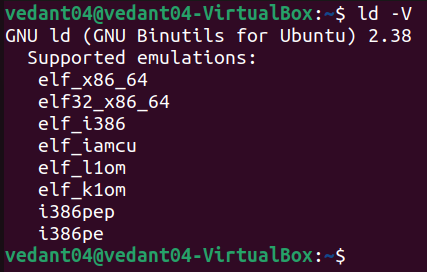 vedant04@vedant04-VirtualBox:~$ ld -V
GNU ld (GNU Binutils for Ubuntu) 2.38
  Supported emulations:
   elf_x86_64
   elf32_x86_64
   elf_i386
   elf_iamcu
   elf_l1om
   elf_k1om
   i386pep
   i386pe
vedant04@vedant04-VirtualBox:~$